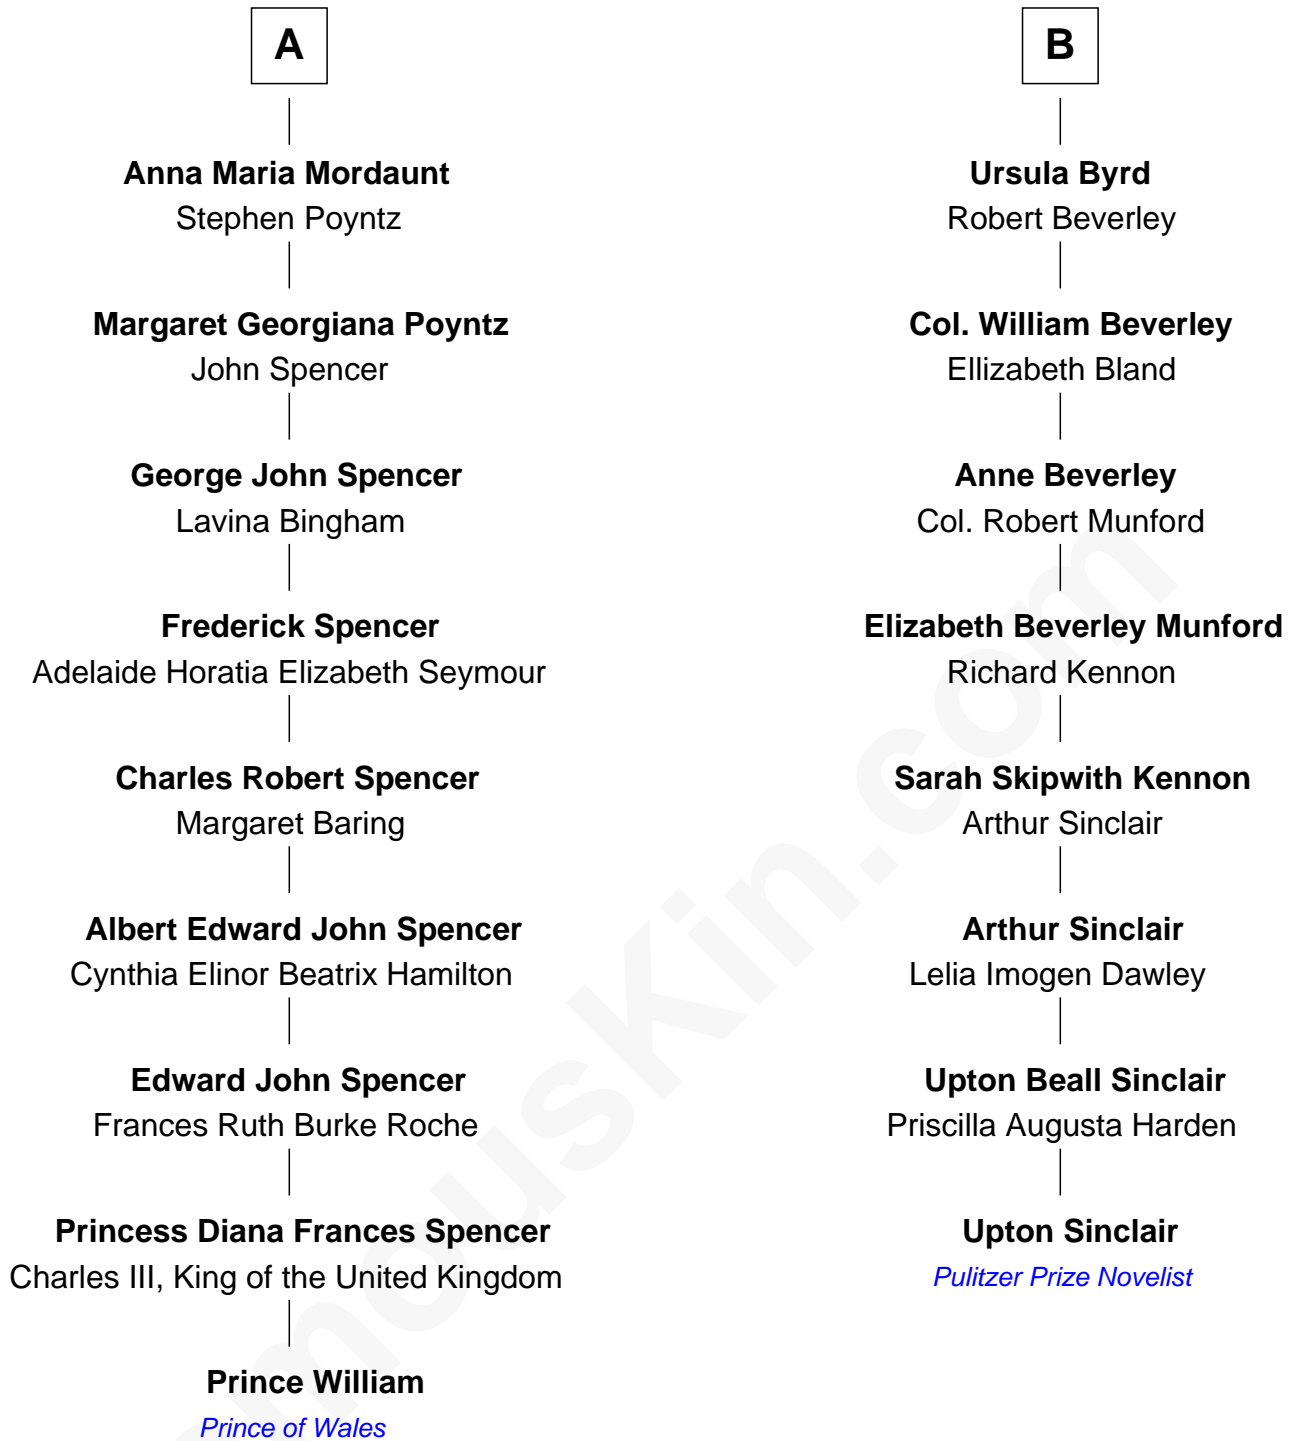 A
Anna Maria Mordaunt
Stephen Poyntz
Margaret Georgiana Poyntz
John Spencer
George John Spencer
Lavina Bingham
Frederick Spencer
Adelaide Horatia Elizabeth Seymour
Charles Robert Spencer
Margaret Baring
Albert Edward John Spencer
Cynthia Elinor Beatrix Hamilton
Edward John Spencer
Frances Ruth Burke Roche
Princess Diana Frances Spencer
Charles III, King of the United Kingdom
Prince William
Prince of Wales
B
Ursula Byrd
Robert Beverley
Col. William Beverley
Ellizabeth Bland
Anne Beverley
Col. Robert Munford
Elizabeth Beverley Munford
Richard Kennon
Sarah Skipwith Kennon
Arthur Sinclair
Arthur Sinclair
Lelia Imogen Dawley
Upton Beall Sinclair
Priscilla Augusta Harden
Upton Sinclair
Pulitzer Prize Novelist
mouskin.com